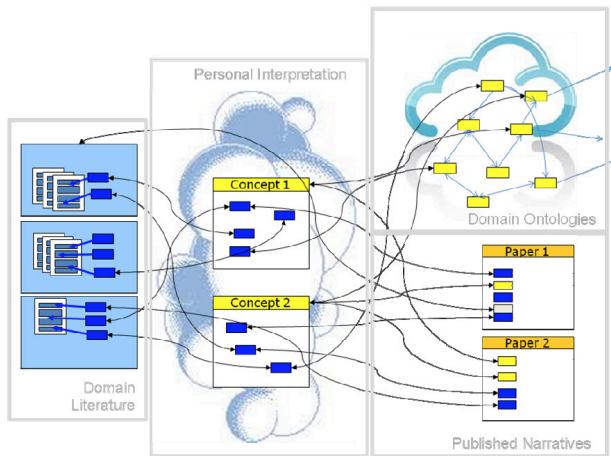 Personal Interpretation
Domain Ontologies
Concept 1
Paper 1
Concept 2
Paper 2
Domain
Literature
Published Narratives